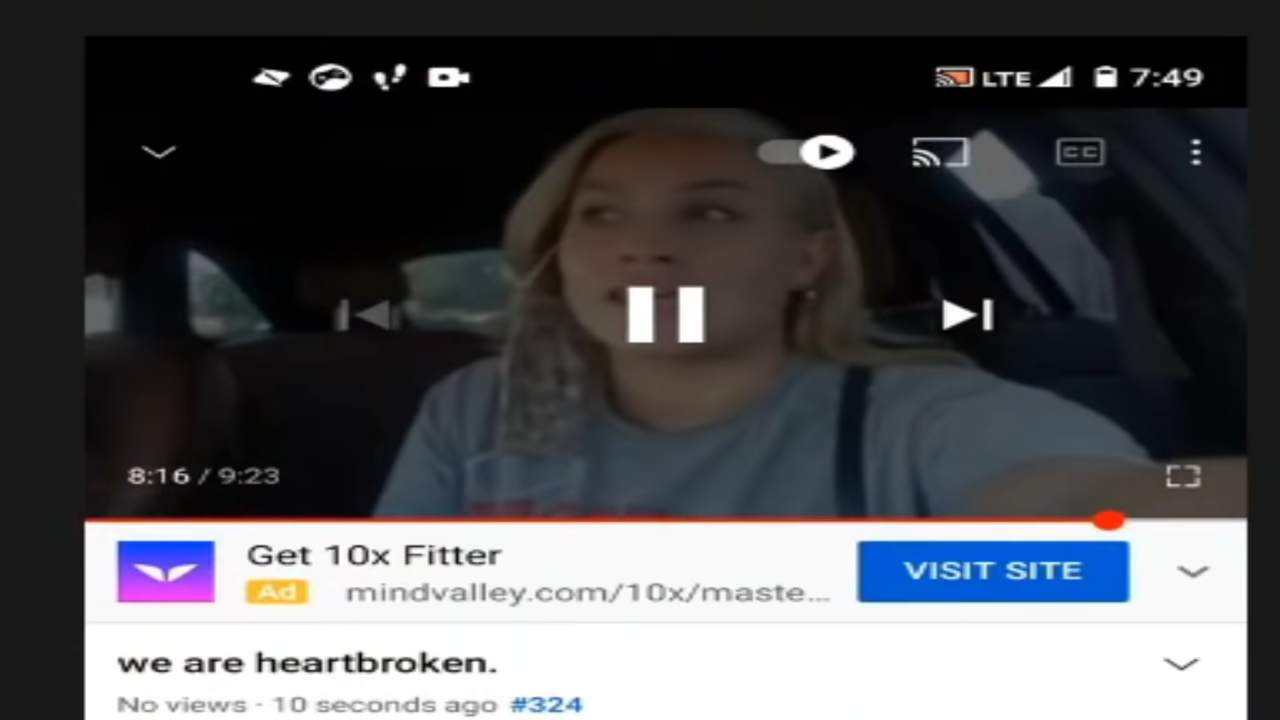 LTE 7:49
CC
8:16 / 9:23
Get 10x Fitter
VISIT SITE
Ad mindvalley.com/10x/maste...
we are heartbroken.
No views · 10 seconds ago #324